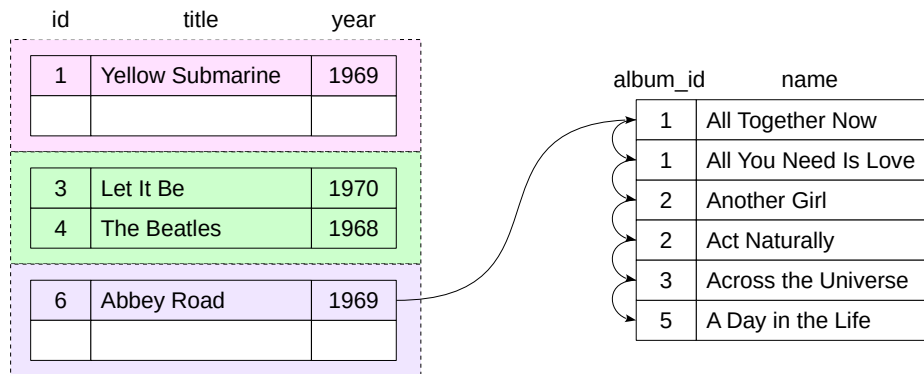 id title year
1 Yellow Submarine 1969
3 Let It Be 1970
4 The Beatles 1968
6 Abbey Road 1969
album_id name
1 All Together Now
1 All You Need Is Love
2 Another Girl
2 Act Naturally
3 Across the Universe
5 A Day in the Life